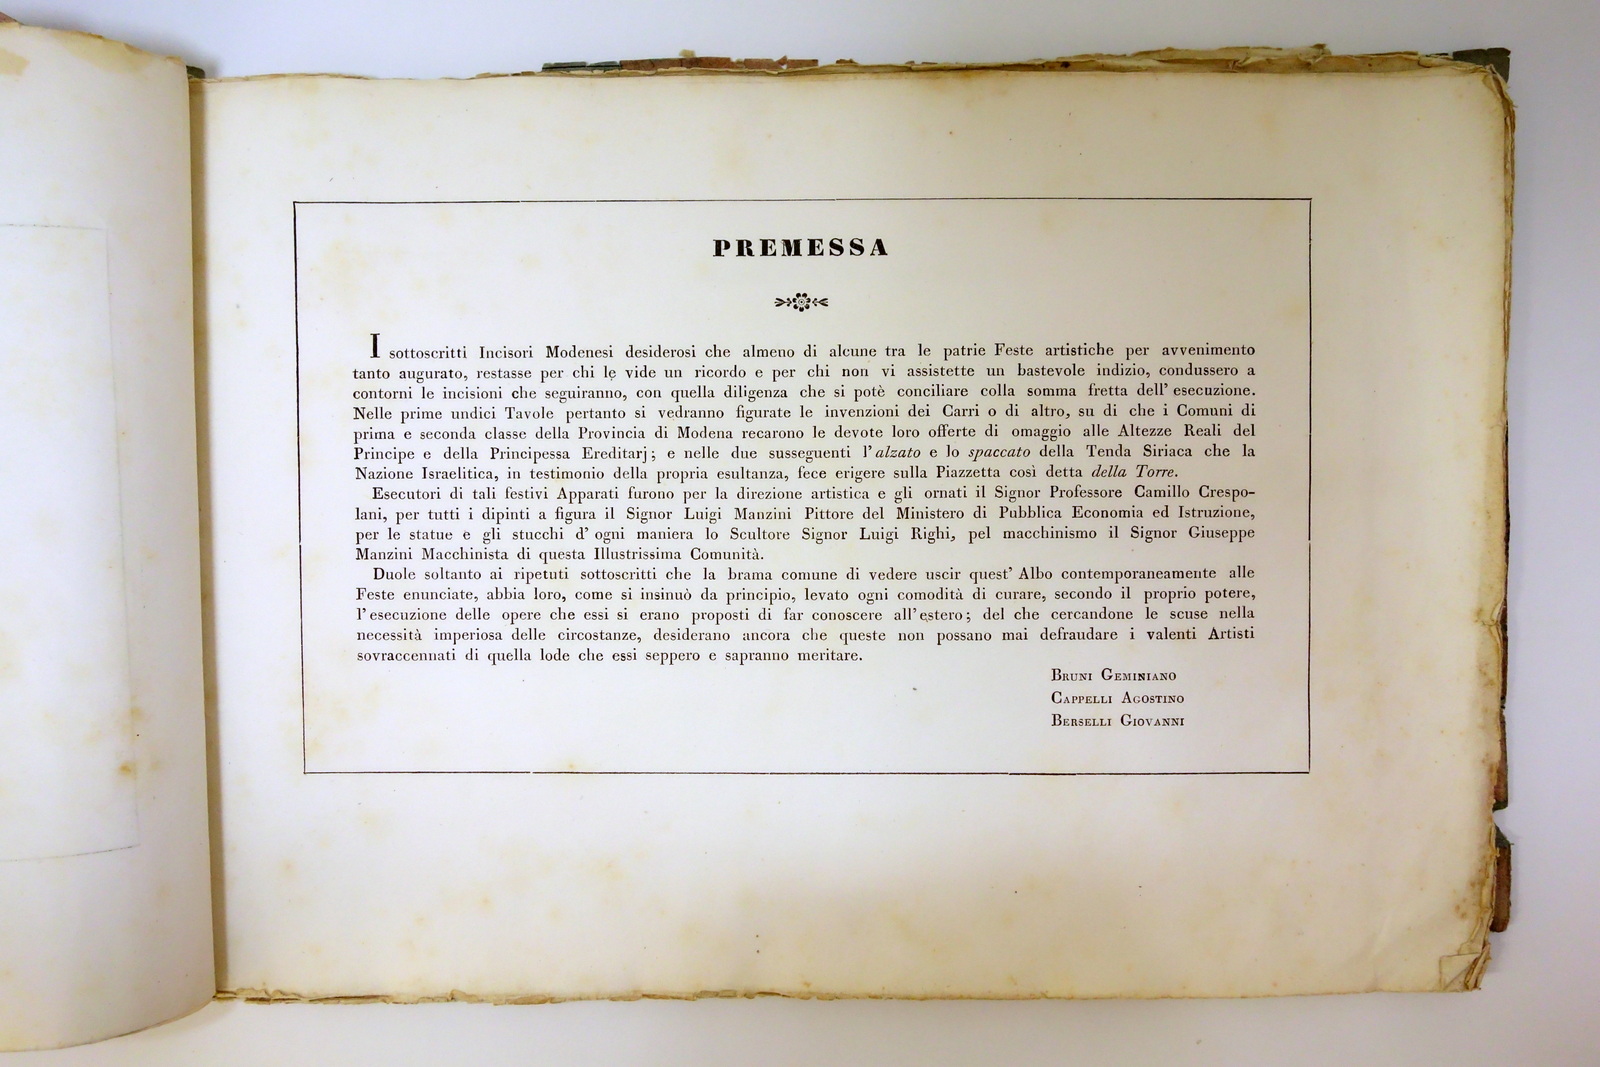 PREMESSA
I sottoscritti Incisori Modenesi desiderosi che almeno di alcune tra le patrie Feste artistiche per avvenimento
tanto augurato, restasse per chi le vide un ricordo e per chi non vi assistette un bastevole indizio, condussero a
contorni le incisioni che seguiranno, con quella diligenza che si potè conciliare colla somma fretta dell' esecuzione.
Nelle prime undici Tavole pertanto si vedranno figurate le invenzioni dei Carri o di altro, su di che i Comuni di
prima e seconda classe della Provincia di Modena recarono le devote loro offerte di omaggio alle Altezze Reali del
Principe e della Principessa Ereditarj; e nelle due susseguenti l'alzato e lo spaccato della Tenda Siriaca che la
Nazione Israelitica, in testimonio della propria esultanza, fece erigere sulla Piazzetta così detta della Torre.
Esecutori di tali festivi Apparati furono per la direzione artistica e gli ornati il Signor Professore Camillo Crespo-
lani, per tutti i dipinti a figura il Signor Luigi Manzini Pittore del Ministero di Pubblica Economia ed Istruzione,
per le statue e gli stucchi d' ogni maniera lo Scultore Signor Luigi Righi, pel macchinismo il Signor Giuseppe
Manzini Macchinista di questa Illustrissima Comunità.
Duole soltanto ai ripetuti sottoscritti che la brama comune di vedere uscir quest' Albo contemporaneamente alle
Feste enunciate, abbia loro, come si insinuò da principio, levato ogni comodità di curare, secondo il proprio potere,
l'esecuzione delle opere che essi si erano proposti di far conoscere all'estero; del che cercandone le scuse nella
necessità imperiosa delle circostanze, desiderano ancora che queste non possano mai defraudare i valenti Artisti
sovraccennati di quella lode che essi seppero e sapranno meritare.
BRUNI GEMINIANO
CAPPELLI AGOSTINO
BERSELLI GIOVANNI